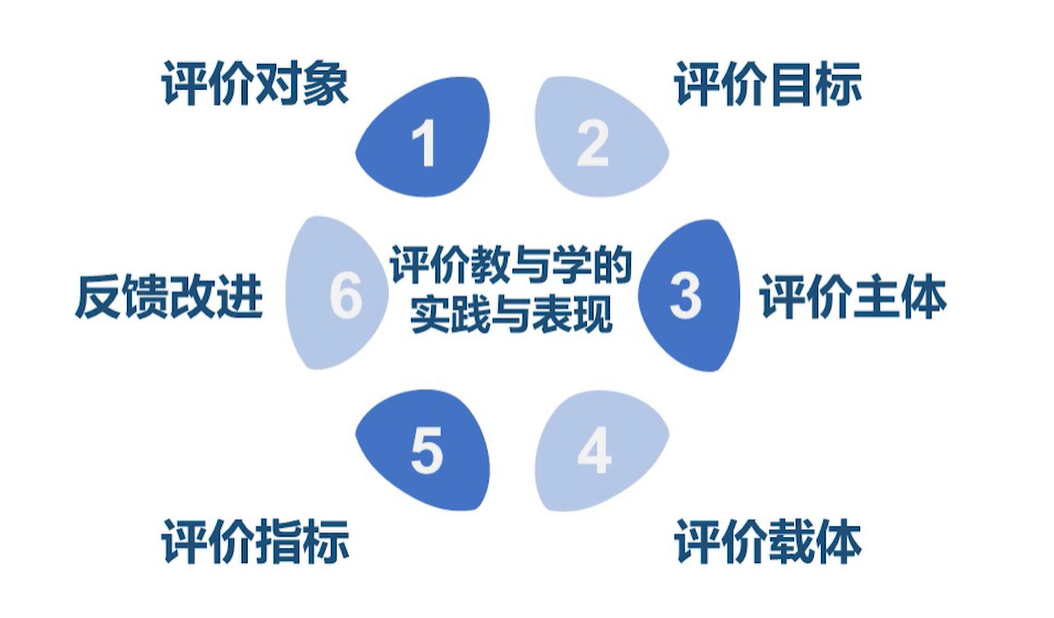 评价对象
1
2
评价目标
反馈改进
6
评价教与学的
实践与表现
3
评价主体
5
4
评价指标
评价载体